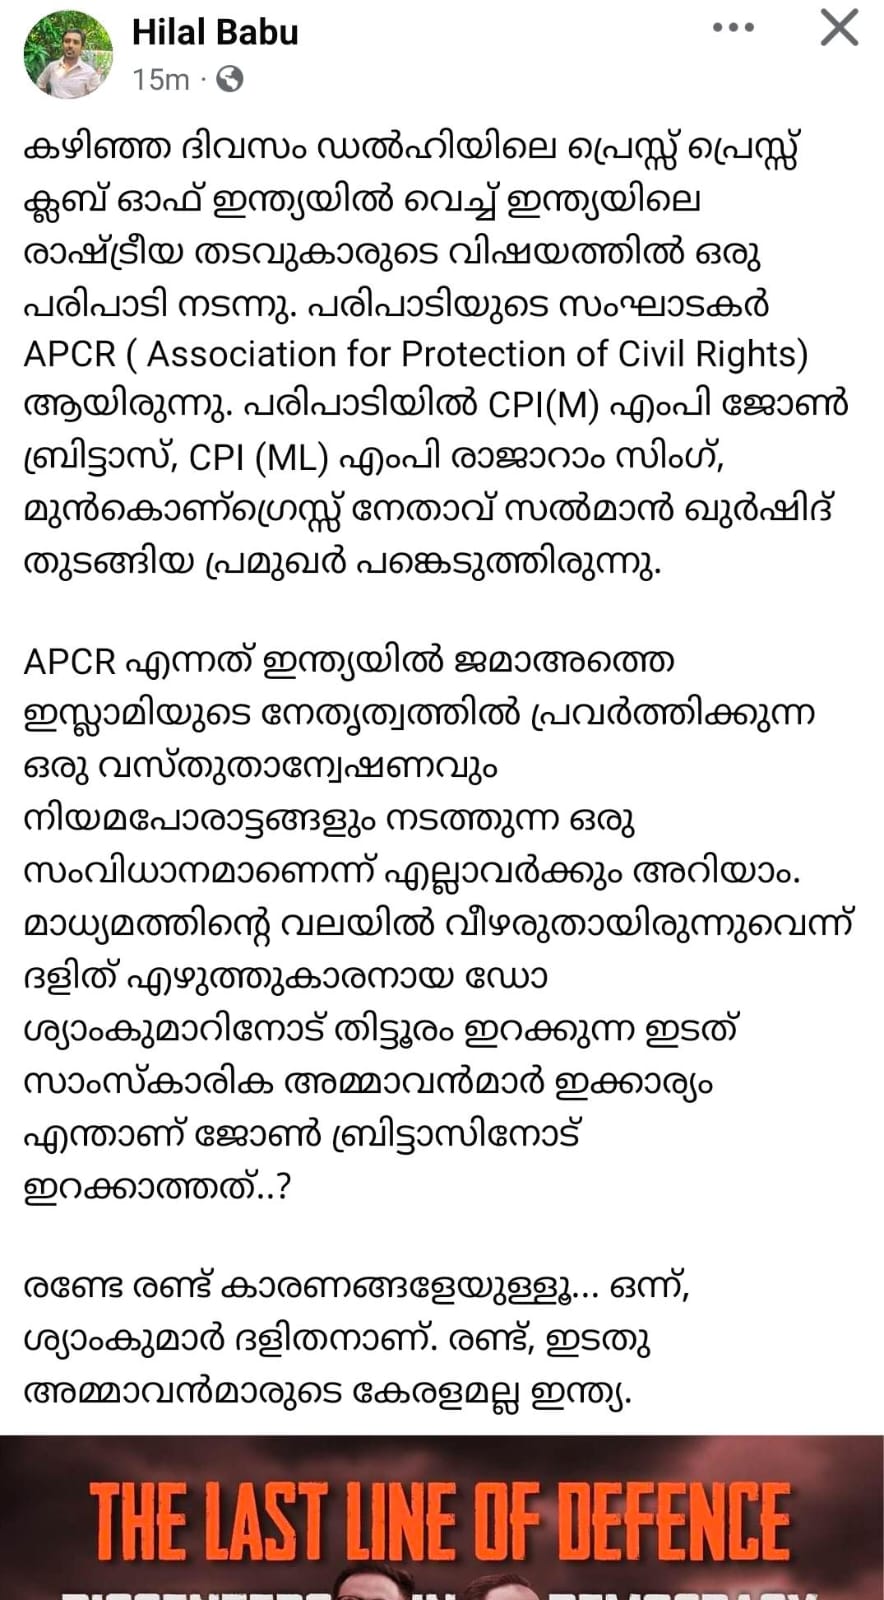 Hilal Babu
15m ·
കഴിഞ്ഞ ദിവസം ഡൽഹിയിലെ പ്രെസ്സ് പ്രെസ്സ്
ക്ലബ് ഓഫ് ഇന്ത്യയിൽ വെച്ച് ഇന്ത്യയിലെ
രാഷ്ട്രീയ തടവുകാരുടെ വിഷയത്തിൽ ഒരു
പരിപാടി നടന്നു. പരിപാടിയുടെ സംഘാടകർ
APCR ( Association for Protection of Civil Rights)
ആയിരുന്നു. പരിപാടിയിൽ CPI(M) എംപി ജോൺ
ബ്രിട്ടാസ്, CPI (ML) എംപി രാജാറാം സിംഗ്,
മുൻകൊണ്ഗ്രെസ്സ് നേതാവ് സൽമാൻ ഖുർഷിദ്
തുടങ്ങിയ പ്രമുഖർ പങ്കെടുത്തിരുന്നു.
APCR എന്നത് ഇന്ത്യയിൽ ജമാഅത്തെ
ഇസ്ലാമിയുടെ നേതൃത്വത്തിൽ പ്രവർത്തിക്കുന്ന
ഒരു വസ്തുതാന്വേഷണവും
നിയമപോരാട്ടങ്ങളും നടത്തുന്ന ഒരു
സംവിധാനമാണെന്ന് എല്ലാവർക്കും അറിയാം.
മാധ്യമത്തിന്റെ വലയിൽ വീഴരുതായിരുന്നുവെന്ന്
ദളിത് എഴുത്തുകാരനായ ഡോ
ശ്യാംകുമാറിനോട് തിട്ടൂരം ഇറക്കുന്ന ഇടത്
സാംസ്കാരിക അമ്മാവൻമാർ ഇക്കാര്യം
എന്താണ് ജോൺ ബ്രിട്ടാസിനോട്
ഇറക്കാത്തത്..?
രണ്ടേ രണ്ട് കാരണങ്ങളേയുള്ളൂ... ഒന്ന്,
ശ്യാംകുമാർ ദളിതനാണ്. രണ്ട്, ഇടതു
അമ്മാവൻമാരുടെ കേരളമല്ല ഇന്ത്യ.
THE LAST LINE OF DEFENCE